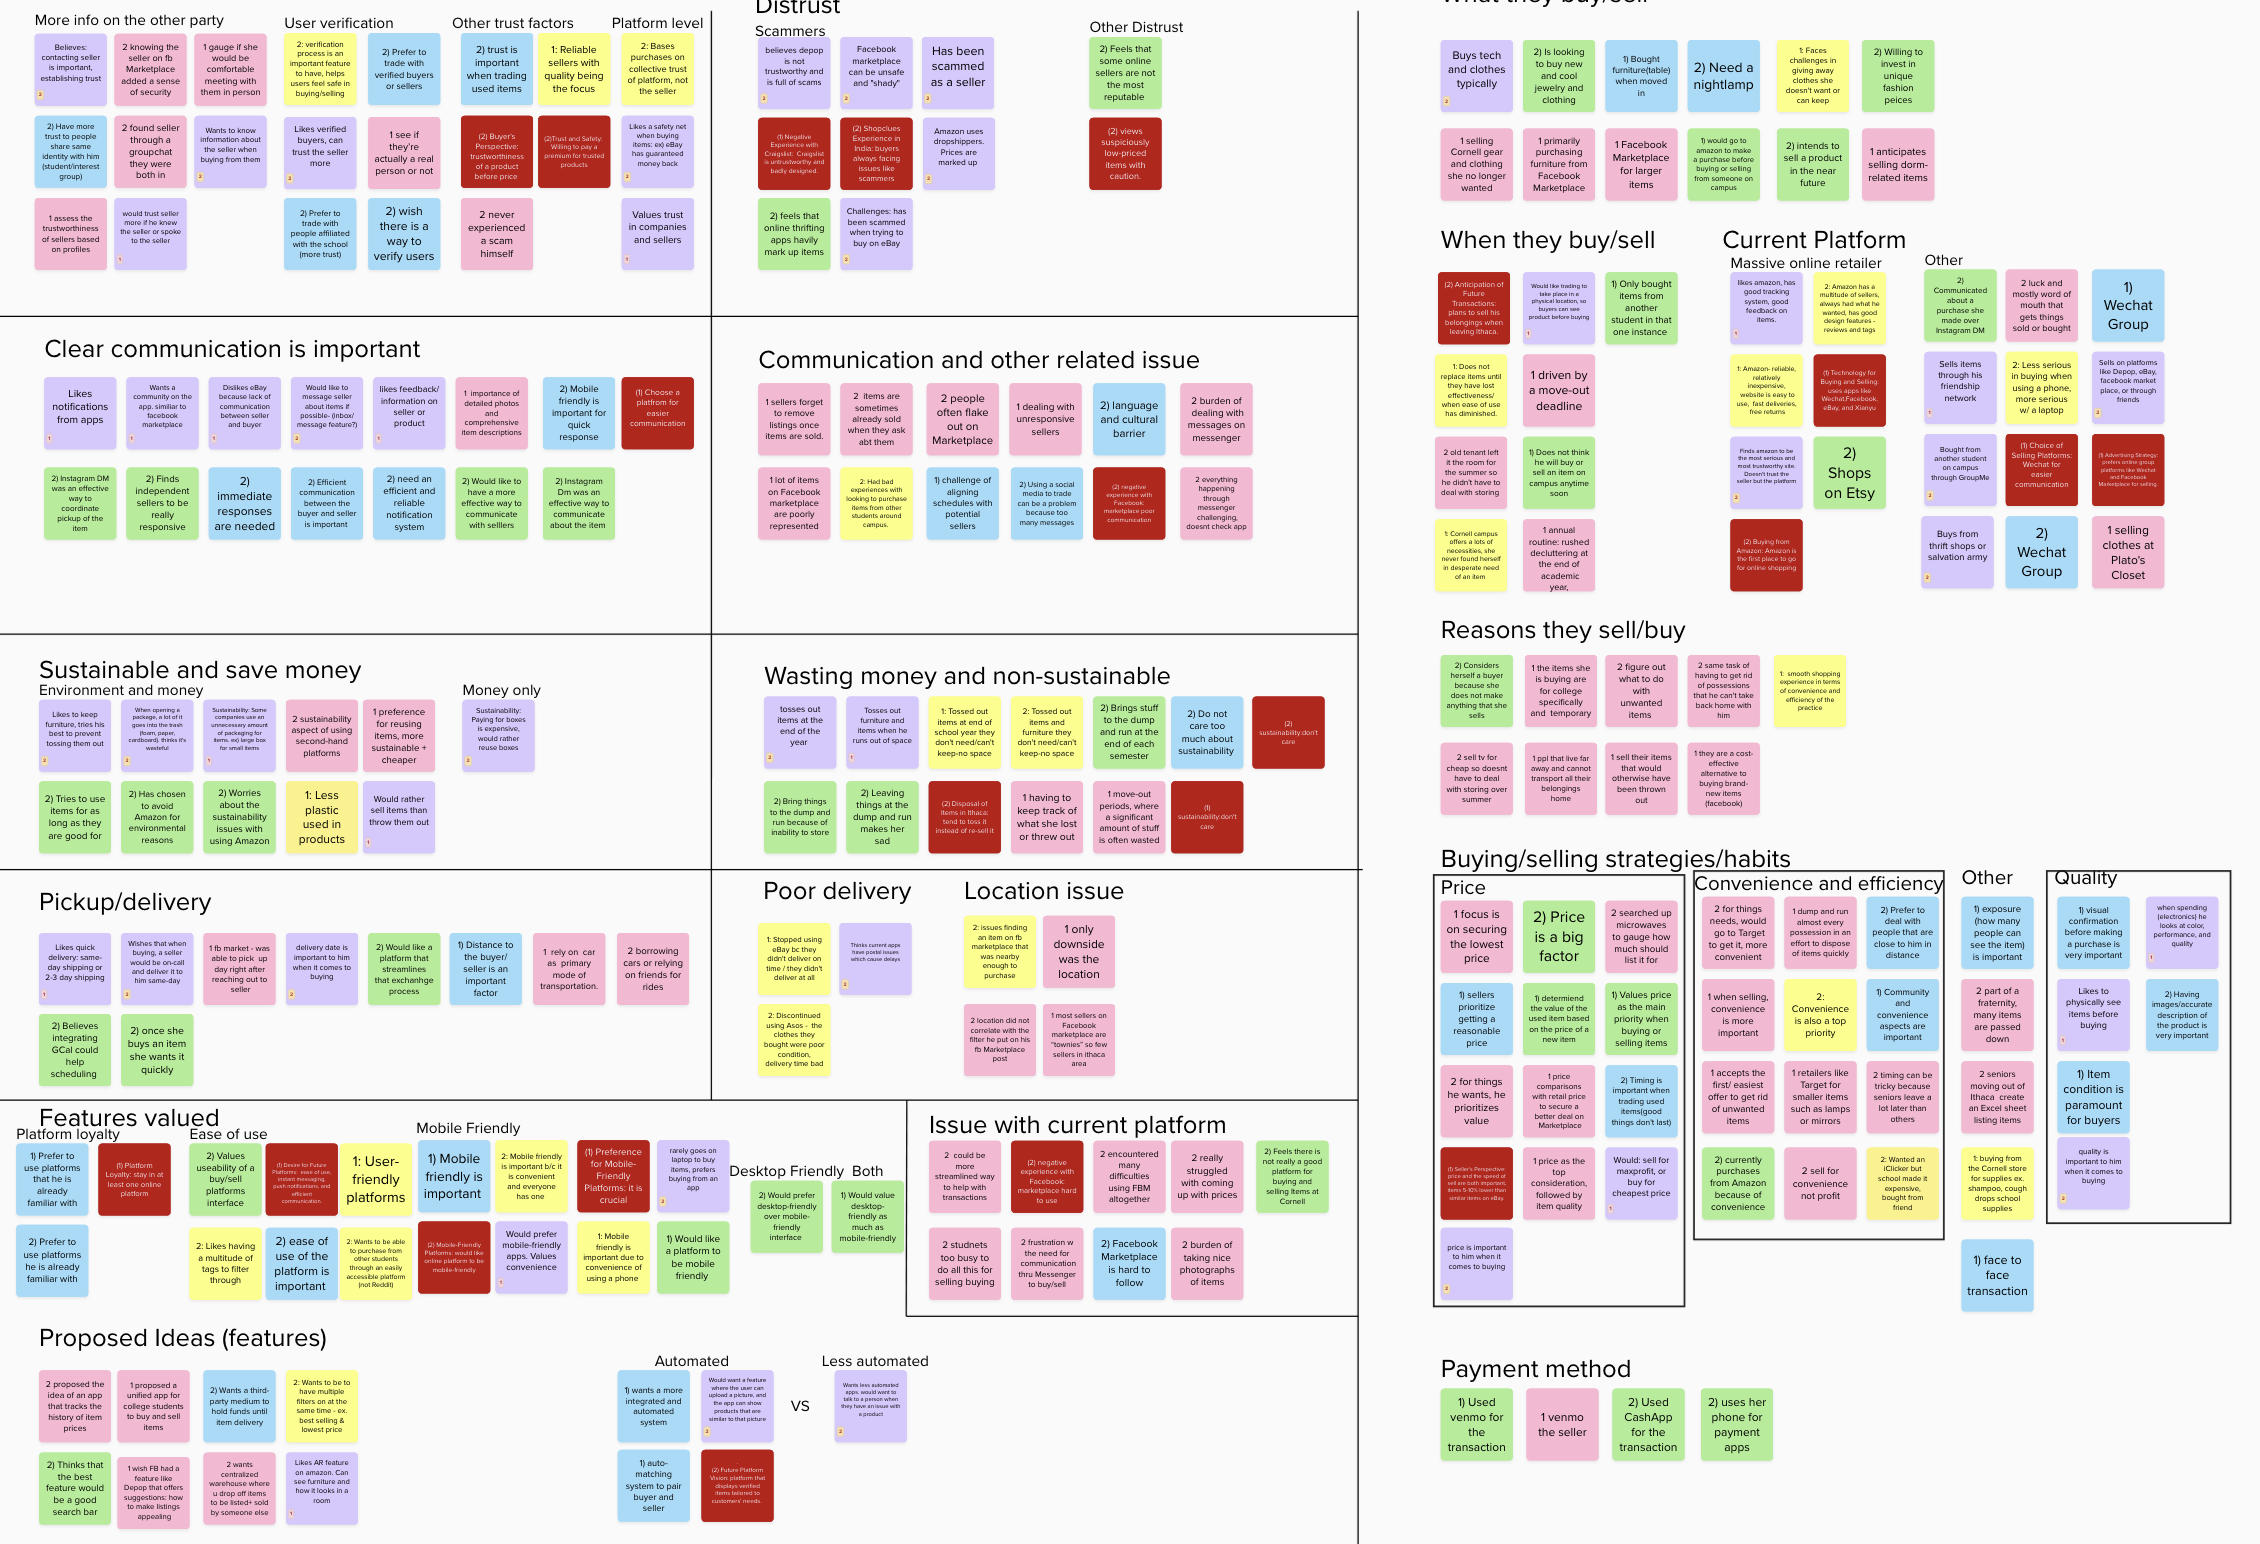 More info on the other party
Believes:
contacting seller
is important,
establishing trust
2
2 knowing the
seller on fb
Marketplace
added a sense
of security
1 gauge if she
would be
comfortable
meeting with
them in person
2) Have more
trust to people
share same
identity with him
(student/interest
group)
2 found seller
through a
groupchat
they were
both in
Wants to know
information about
the seller when
buying from them
2
1 assess the
trustworthiness
of sellers based
on profiles
would trust seller
more if he knew
the seller or spoke
to the seller
1
User verification
2: verification
process is an
important feature
to have, helps
users feel safe in
buying/selling
2) Prefer to
trade with
verified buyers
or sellers
Likes verified
buyers, can
trust the seller
more
2
1 see if
they're
actually a real
person or not
2) Prefer to
trade with
people affiliated
with the school
(more trust)
2) wish
there is a
way to
verify users
Other trust factors
2) trust is
important
when trading
used items
1: Reliable
sellers with
quality being
the focus
(2) Buyer's
Perspective:
trustworthiness
of a product
before price
(2)Trust and Safety:
Willing to pay a
premium for trusted
products
2 never
experienced
a scam
himself
Platform level
2: Bases
purchases on
collective trust
of platform, not
the seller
Likes a safety net
when buying
items: ex) eBay
has guaranteed
money back
2
Values trust
in companies
and sellers
1
Distrust
Scammers
believes depop
is not
trustworthy and
is full of scams
2
Facebook
marketplace
can be unsafe
and "shady"
2
Has been
scammed
as a seller
2
(1) Negative
Experience with
Craigslist: Craigslist
is untrustworthy and
badly designed.
(2) Shopclues
Experience in
India: buyers
always facing
issues like
scammers
Amazon uses
dropshippers.
Prices are
marked up
2
2) feels that
online thrifting
apps havily
mark up items
Challenges: has
been scammed
when trying to
buy on eBay
2
Other Distrust
2) Feels that
some online
sellers are not
the most
reputable
(2) views
suspiciously
low-priced
items with
caution.
Clear communication is important
Likes
notifications
from apps
1
Wants a
community on the
app. similiar to
facebook
marketplace
1
Dislikes eBay
because lack of
communication
between seller
and buyer
1
Would like to
message seller
about items if
possible- (inbox/
message feature?)
2
likes feedback/
information on
seller or
product
1
1 importance of
detailed photos
and
comprehensive
item descriptions
2) Mobile
friendly is
important for
quick
response
(1) Choose a
platfrom for
easier
communication
2) Instagram DM
was an effective
way to
coordinate
pickup of the
item
2) Finds
independent
sellers to be
really
responsive
2)
immediate
responses
are needed
2) Efficient
communication
between the
buyer and seller
is important
2) need an
efficient and
reliable
notification
system
2) Would like to
have a more
effective way to
communicate
with selllers
2) Instagram
Dm was an
effective way to
communicate
about the item
Communication and other related issue
1 sellers forget
to remove
listings once
items are sold.
2 items are
sometimes
already sold
when they ask
abt them
2 people
often flake
out on
Marketplace
1 dealing with
unresponsive
sellers
2) language
and cultural
barrier
2 burden of
dealing with
messages on
messenger
1 lot of items
on Facebook
marketplace
are poorly
represented
2: Had bad
experiences with
looking to purchase
items from other
students around
campus.
1) challenge of
aligning
schedules with
potential
sellers
2) Using a social
media to trade
can be a problem
because too
many messages
(2) negative
experience with
Facebook:
marketplace poor
communication
2 everything
happening
through
messenger
challenging,
doesnt check app
Sustainable and save money
Environment and money
Likes to keep
furniture, tries his
best to prevent
tossing them out
2
When opening a
package, a lot of it
goes into the trash
(foam, paper,
cardboard). thinks it's
wasteful
2
Sustainability: Some
companies use an
unnecessary amount
of packaging for
items. ex) large box
for small items
1
2 sustainability
aspect of using
second-hand
platforms
1 preference
for reusing
items, more
sustainable +
cheaper
2) Tries to use
items for as
long as they
are good for
2) Has chosen
to avoid
Amazon for
environmental
reasons
2) Worries
about the
sustainability
issues with
using Amazon
1: Less
plastic
used in
products
Would rather
sell items than
throw them out
1
Money only
Sustainability:
Paying for boxes
is expensive,
would rather
reuse boxes
2
Wasting money and non-sustainable
tosses out
items at the
end of the
year
2
Tosses out
furniture and
items when he
runs out of space
1
1: Tossed out
items at end of
school year they
don't need/can't
keep-no space
2: Tossed out
items and
furniture they
don't need/can't
keep-no space
2) Brings stuff
to the dump
and run at the
end of each
semester
2) Do not
care too
much about
sustainability
(2)
sustainability:don't
care
2) Bring things
to the dump and
run because of
inability to store
2) Leaving
things at the
dump and run
makes her
sad
(2) Disposal of
Items in Ithaca:
tend to toss it
instead of re-sell it
1 having to
keep track of
what she lost
or threw out
1 move-out
periods, where
a significant
amount of stuff
is often wasted
(1)
sustainability:don't
care
Pickup/delivery
Likes quick
delivery: same-
day shipping or
2-3 day shipping
1
Wishes that when
buying, a seller
would be on-call
and deliver it to
him same-day
2
1 fb market - was
able to pick up
day right after
reaching out to
seller
delivery date is
important to him
when it comes to
buying
2
2) Would like a
platform that
streamlines
that exchanhge
process
1) Distance to
the buyer/
seller is an
important
factor
1 rely on car
as primary
mode of
transportation.
2 borrowing
cars or relying
on friends for
rides
2) Believes
integrating
GCal could
help
scheduling
2) once she
buys an item
she wants it
quickly
Poor delivery
1: Stopped using
eBay bc they
didn't deliver on
time / they didn't
deliver at all
Thinks current apps
have postal issues
which cause delays
2
2: Discontinued
using Asos - the
clothes they
bought were poor
condition,
delivery time bad
Location issue
2: issues finding
an item on fb
marketplace that
was nearby
enough to
purchase
1 only
downside
was the
location
2 location did not
correlate with the
filter he put on his
fb Marketplace
post
1 most sellers on
Facebook
marketplace are
"townies" so few
sellers in ithaca
area
Features valued
Platform loyalty
1) Prefer to
use platforms
that he is
already
familiar with
(1) Platform
Loyalty: stay in at
least one online
platform
2) Prefer to
use platforms
he is already
familiar with
Ease of use
2) Values
useability of a
buy/sell
platforms
interface
(1) Desire for Future
Platforms: ease of use,
instant messaging,
push notifications, and
efficient
communication.
1: User-
friendly
platforms
2: Likes having
a multitude of
tags to filter
through
2) ease of
use of the
platform is
important
2: Wants to be able
to purchase from
other students
through an easily
accessible platform
(not Reddit)
Mobile Friendly
1) Mobile
friendly is
important
2: Mobile friendly
is important b/c it
is convenient
and everyone
has one
(1) Preference
for Mobile-
Friendly
Platforms: it is
crucial
rarely goes on
laptop to buy
items, prefers
buying from an
app
2
(2) Mobile-Friendly
Platforms: would like
online platform to be
mobile-friendly
Would prefer
mobile-friendly
apps. Values
convenience
1
1: Mobile
friendly is
important due to
convenience of
using a phone
1) Would like
a platform to
be mobile
friendly
Desktop Friendly
2) Would prefer
desktop-friendly
over mobile-
friendly
interface
Both
1) Would value
desktop-
friendly as
much as
mobile-friendly
Issue with current platform
2 could be
more
streamlined way
to help with
transactions
(2) negative
experience with
Facebook:
marketplace hard
to use
2 encountered
many
difficulties
using FBM
altogether
2 really
struggled with
coming up
with prices
2) Feels there is
not really a good
platform for
buying and
selling items at
Cornell
2 studnets
too busy to
do all this for
selling buying
2 frustration w
the need for
communication
thru Messenger
to buy/sell
2) Facebook
Marketplace
is hard to
follow
2 burden of
taking nice
photographs
of items
Proposed Ideas (features)
2 proposed the
idea of an app
that tracks the
history of item
prices
1 proposed a
unified app for
college students
to buy and sell
items
2) Wants a third-
party medium to
hold funds until
item delivery
2: Wants to be to
have multiple
filters on at the
same time - ex.
best selling &
lowest price
2) Thinks that
the best
feature would
be a good
search bar
1 wish FB had a
feature like
Depop that offers
suggestions: how
to make listings
appealing
2 wants
centralized
warehouse where
u drop off items
to be listed+ sold
by someone else
Likes AR feature
on amazon. Can
see furniture and
how it looks in a
room
1
Automated
1) wants a more
integrated and
automated
system
Would want a feature
where the user can
upload a picture, and
the app can show
products that are
similar to that picture
2
1) auto-
matching
system to pair
buyer and
seller
(2) Future Platform
Vision: platform that
displays verified
items tailored to
customers' needs.
VS
Less automated
Wants less automated
apps. would want to
talk to a person when
they have an issue with
a product
2
What they buy/sell
Buys tech
and clothes
typically
2
2) Is looking
to buy new
and cool
jewelry and
clothing
1) Bought
furniture(table)
when moved
in
2) Need a
nightlamp
1: Faces
challenges in
giving away
clothes she
doesn't want or
can keep
2) Willing to
invest in
unique
fashion
peices
1 selling
Cornell gear
and clothing
she no longer
wanted
1 primarily
purchasing
furniture from
Facebook
Marketplace
1 Facebook
Marketplace
for larger
items
1) would go to
amazon to make
a purchase before
buying or selling
from someone on
campus
2) intends to
sell a product
in the near
future
1 anticipates
selling dorm-
related items
When they buy/sell
(2) Anticipation of
Future
Transactions:
plans to sell his
belongings when
leaving Ithaca.
Would like trading to
take place in a
physical location, so
buyers can see
product before buying
1
1) Only bought
items from
another
student in that
one instance
1: Does not
replace items until
they have lost
effectiveness/
when ease of use
has diminished.
1 driven by
a move-out
deadline
2 old tenant left
it the room for
the summer so
he didn't have to
deal with storing
1) Does not think
he will buy or
sell an item on
campus anytime
soon
1: Cornell campus
offers a lots of
necessities, she
never found herself
in desperate need
of an item
1 annual
routine: rushed
decluttering at
the end of
academic
year,
Current Platform
Massive online retailer
likes amazon, has
good tracking
system, good
feedback on
items.
1
2: Amazon has a
multitude of sellers,
always had what he
wanted, has good
design features -
reviews and tags
1: Amazon- reliable,
relatively
inexpensive,
website is easy to
use, fast deliveries,
free returns
(1) Technology for
Buying and Selling:
uses apps like
Wechat,Facebook,
eBay, and Xianyu
Finds amazon to be
the most serious and
most trustworthy site.
Doesn't trust the
seller but the platform
2
2)
Shops
on Etsy
(2) Buying from
Amazon: Amazon is
the first place to go
for online shopping
Other
2)
Communicated
about a
purchase she
made over
Instagram DM
2 luck and
mostly word of
mouth that
gets things
sold or bought
1)
Wechat
Group
Sells items
through his
friendship
network
1
2: Less serious
in buying when
using a phone,
more serious
w/ a laptop
Sells on platforms
like Depop, eBay,
facebook market
place, or through
friends
2
Bought from
another student
on campus
through GroupMe
2
(1) Choice of
Selling Platforms:
Wechat for
easier
communication
(1) Advertising Strategy:
prefers online group
platforms like Wechat
and Facebook
Marketplace for selling.
Buys from
thrift shops or
salvation army
2
2)
Wechat
Group
1 selling
clothes at
Plato's
Closet
Reasons they sell/buy
2) Considers
herself a buyer
because she
does not make
anything that she
sells
1 the items she
is buying are
for college
specifically
and temporary
2 figure out
what to do
with
unwanted
items
2 same task of
having to get rid
of possessions
that he can't take
back home with
him
1: smooth shopping
experience in terms
of convenience and
efficiency of the
practice
2 sell tv for
cheap so doesnt
have to deal
with storing over
summer
1 ppl that live far
away and cannot
transport all their
belongings
home
1 sell their items
that would
otherwise have
been thrown
out
1 they are a cost-
effective
alternative to
buying brand-
new items
(facebook)
Buying/selling strategies/habits
Price
1 focus is
on securing
the lowest
price
2) Price
is a big
factor
2 searched up
microwaves
to gauge how
much should
list it for
1) sellers
prioritize
getting a
reasonable
price
1) determiend
the value of the
used item based
on the price of a
new item
1) Values price
as the main
priority when
buying or
selling items
2 for things
he wants, he
prioritizes
value
1 price
comparisons
with retail price
to secure a
better deal on
Marketplace
2) Timing is
important when
trading used
items(good
things don't last)
(1) Seller's Perspective:
price and the speed of
sell are both important,
items 5-10% lower than
similar items on eBay.
1 price as the
top
consideration,
followed by
item quality
Would: sell for
maxprofit, or
buy for
cheapest price
1
price is important
to him when it
comes to buying
2
Convenience and efficiency
2 for things
needs, would
go to Target
to get it, more
convenient
1 dump and run
almost every
possession in an
effort to dispose
of items quickly
2) Prefer to
deal with
people that are
close to him in
distance
1 when selling,
convenience
is more
important
2:
Convenience
is also a top
priority
1) Community
and
convenience
aspects are
important
1 accepts the
first/ easiest
offer to get rid
of unwanted
items
1 retailers like
Target for
smaller items
such as lamps
or mirrors
2 timing can be
tricky because
seniors leave a
lot later than
others
2) currently
purchases
from Amazon
because of
convenience
2 sell for
convenience
not profit
2: Wanted an
iClicker but
school made it
expensive,
bought from
friend
Other
1) exposure
(how many
people can
see the item)
is important
2 part of a
fraternity,
many items
are passed
down
2 seniors
moving out of
Ithaca create
an Excel sheet
listing items
1: buying from
the Cornell store
for supplies ex.
shampoo, cough
drops school
supplies
1) face to
face
transaction
Quality
1) visual
confirmation
before making
a purchase is
very important
when spending
(electronics) he
looks at color,
performance, and
quality
1
Likes to
physically see
items before
buying
1
2) Having
images/accurate
description of
the product is
very important
1) Item
condition is
paramount
for buyers
quality is
important to him
when it comes to
buying
2
Payment method
1) Used
venmo for
the
transaction
1 venmo
the seller
2) Used
CashApp
for the
transaction
2) uses her
phone for
payment
apps